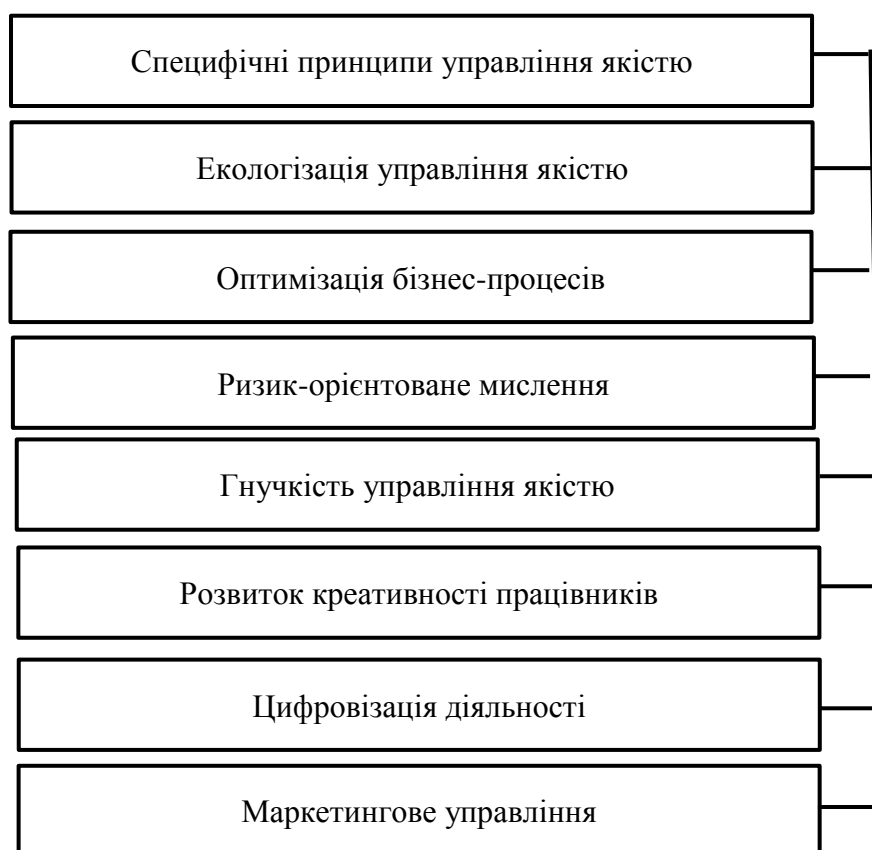 Специфічні принципи управління якістю
Екологізація управління якістю
Оптимізація бізнес-процесів
Ризик-орієнтоване мислення
Гнучкість управління якістю
Розвиток креативності працівників
Цифровізація діяльності
Маркетингове управління